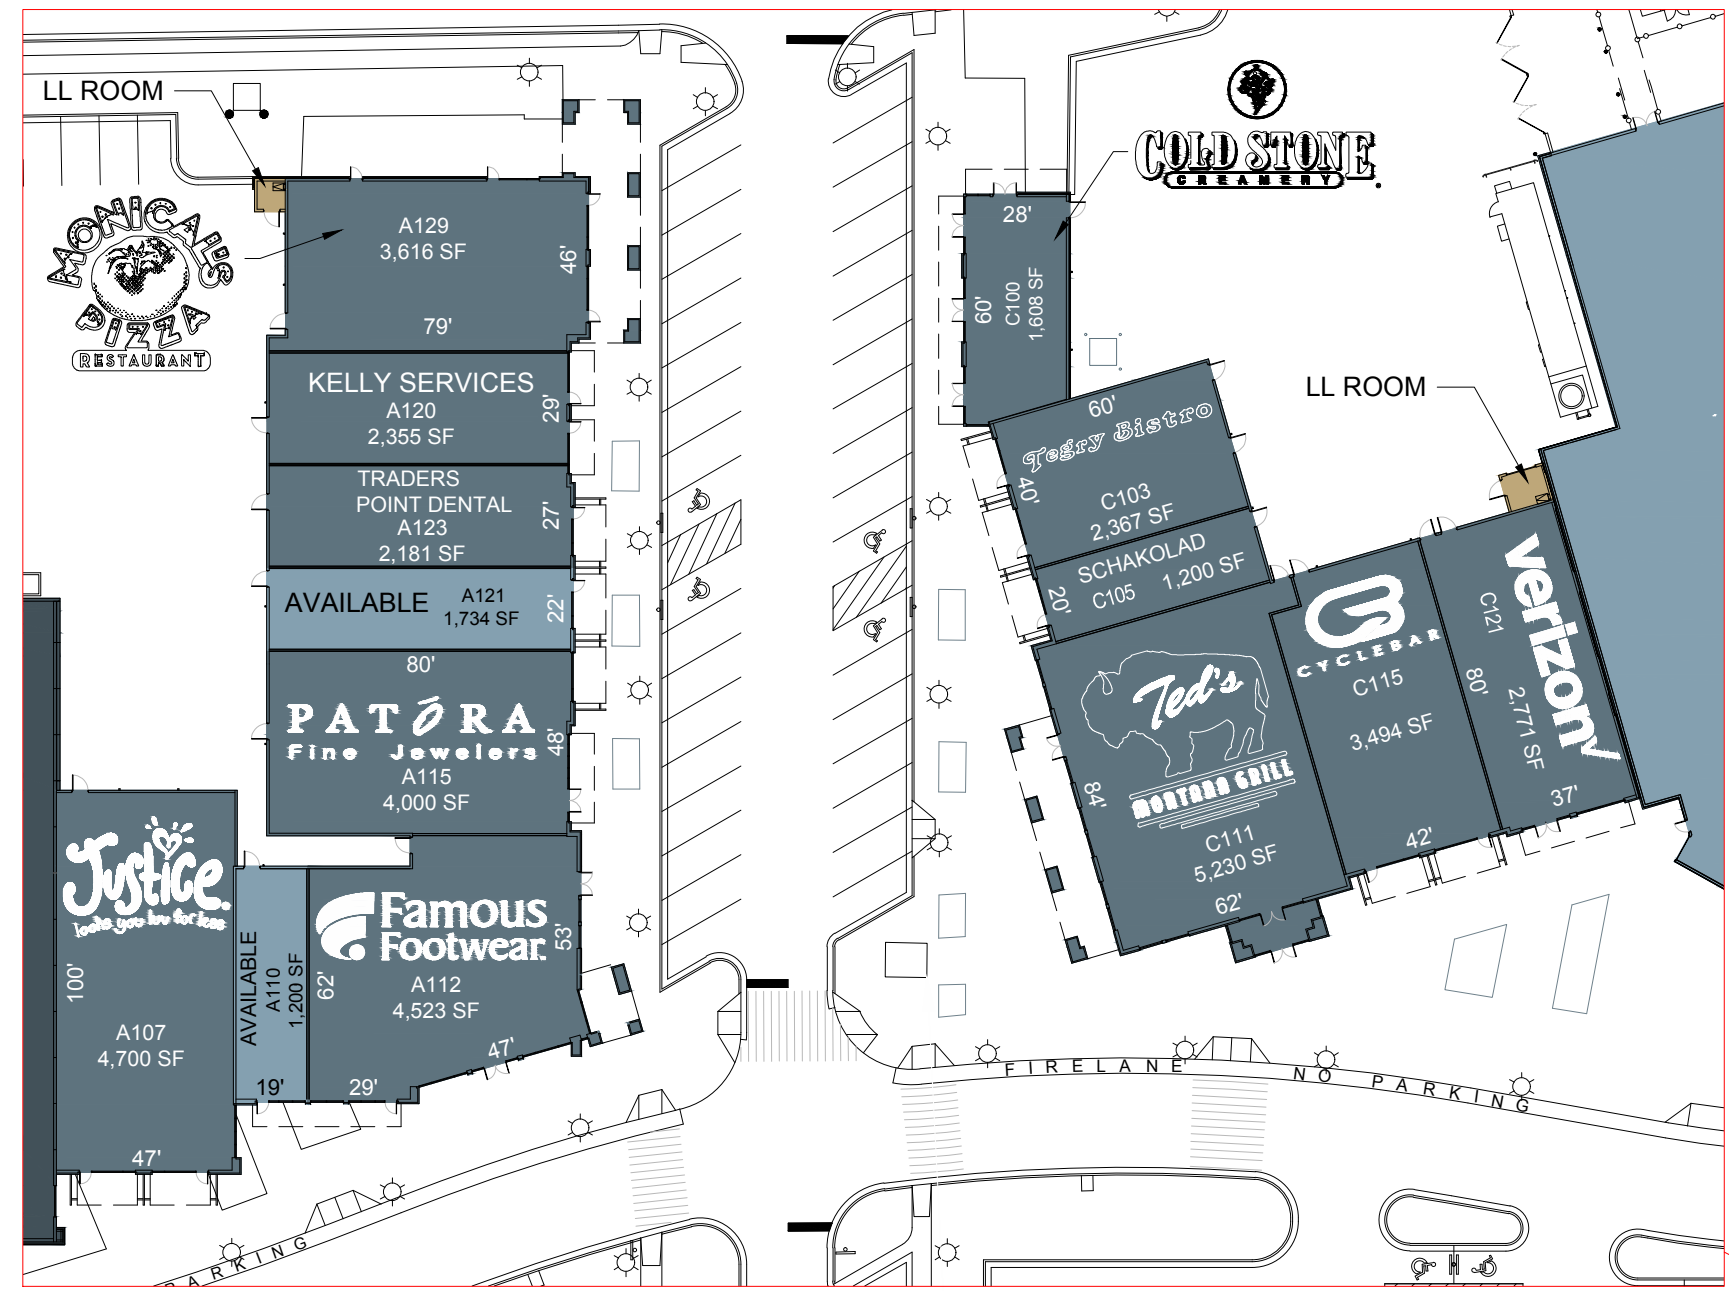 LL ROOM
MONICAL'S
PIZZA
RESTAURANT
A129
3,616 SF
46'
79'
KELLY SERVICES
A120
2,355 SF
29'
TRADERS
POINT DENTAL
A123
2,181 SF
27'
AVAILABLE
A121
1,734 SF
22'
80'
PATÓRA
Fine Jewelers
A115
4,000 SF
48'
Justice
A107
4,700 SF
100'
47'
AVAILABLE
A110
1,200 SF
19'
Famous
Footwear
A112
4,523 SF
62'
53'
29'
47'
COLD STONE
CREAMERY
28'
60'
C100
1,608 SF
LL ROOM
60'
Tegry Bistro
40'
C103
2,367 SF
SCHAKOLAD
C105 1,200 SF
20'
Ted's
MONTANA GRILL
84'
C111
5,230 SF
62'
CYCLEBAR
C115
3,494 SF
42'
verizon
C121
2,771 SF
80'
37'
FIRELANE NO PARKING
PARKING